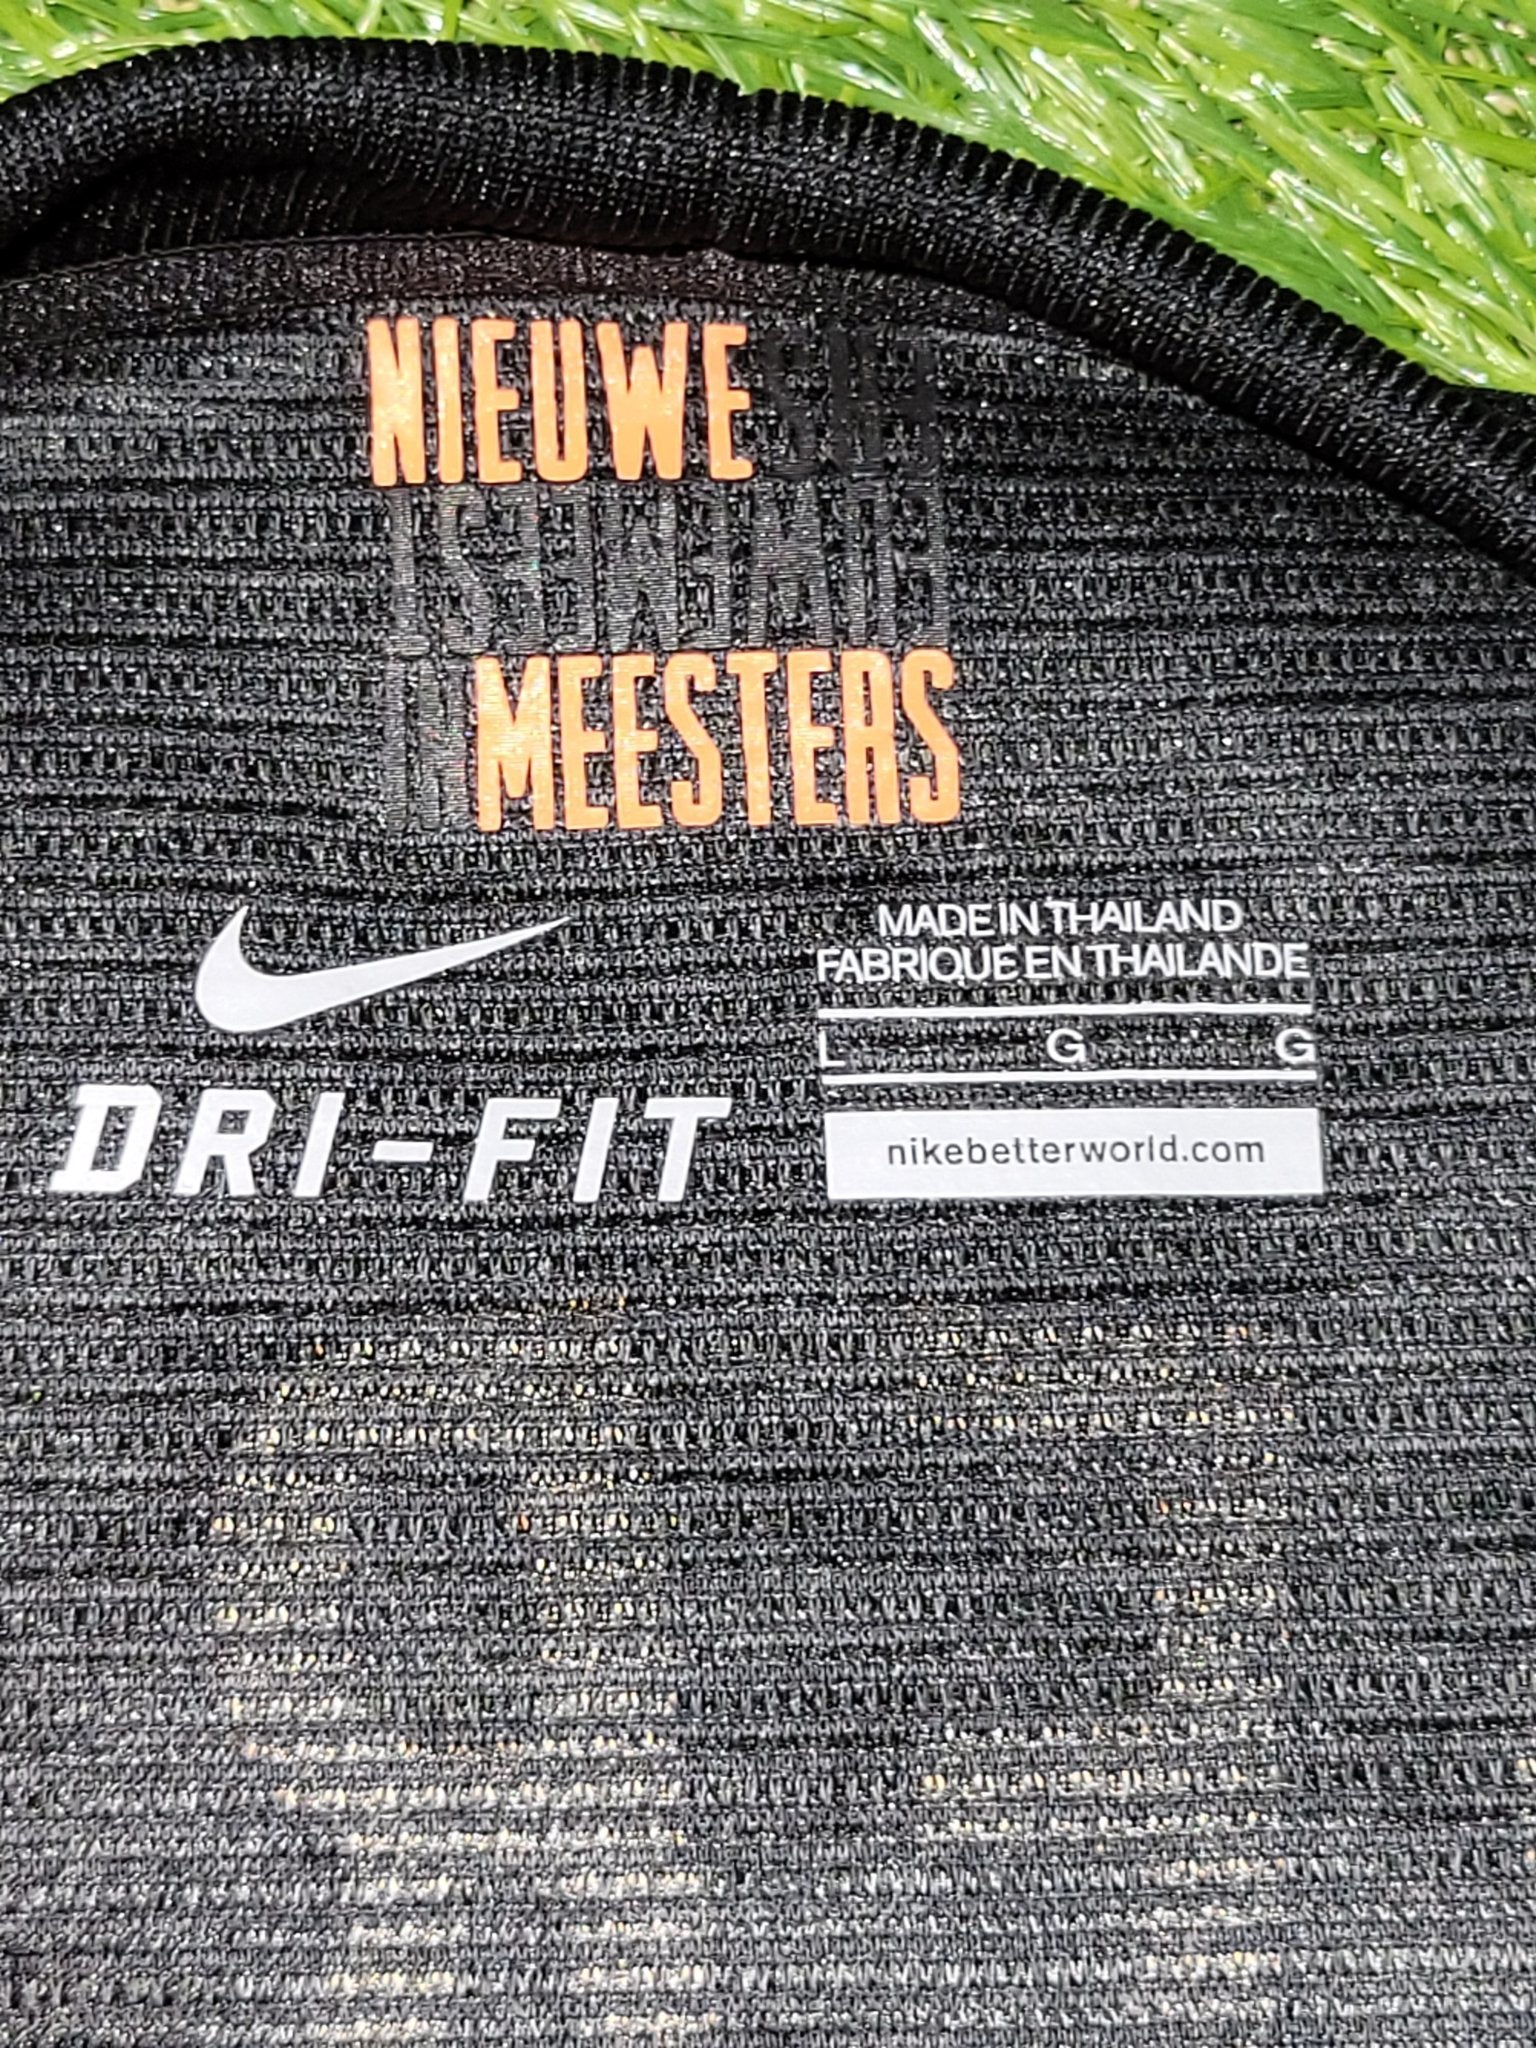 NIEUWE
MEESTERS
DRI-FIT
MADE IN THAILAND
FABRIQUE EN THAILANDE
L G G
nikebetterworld.com